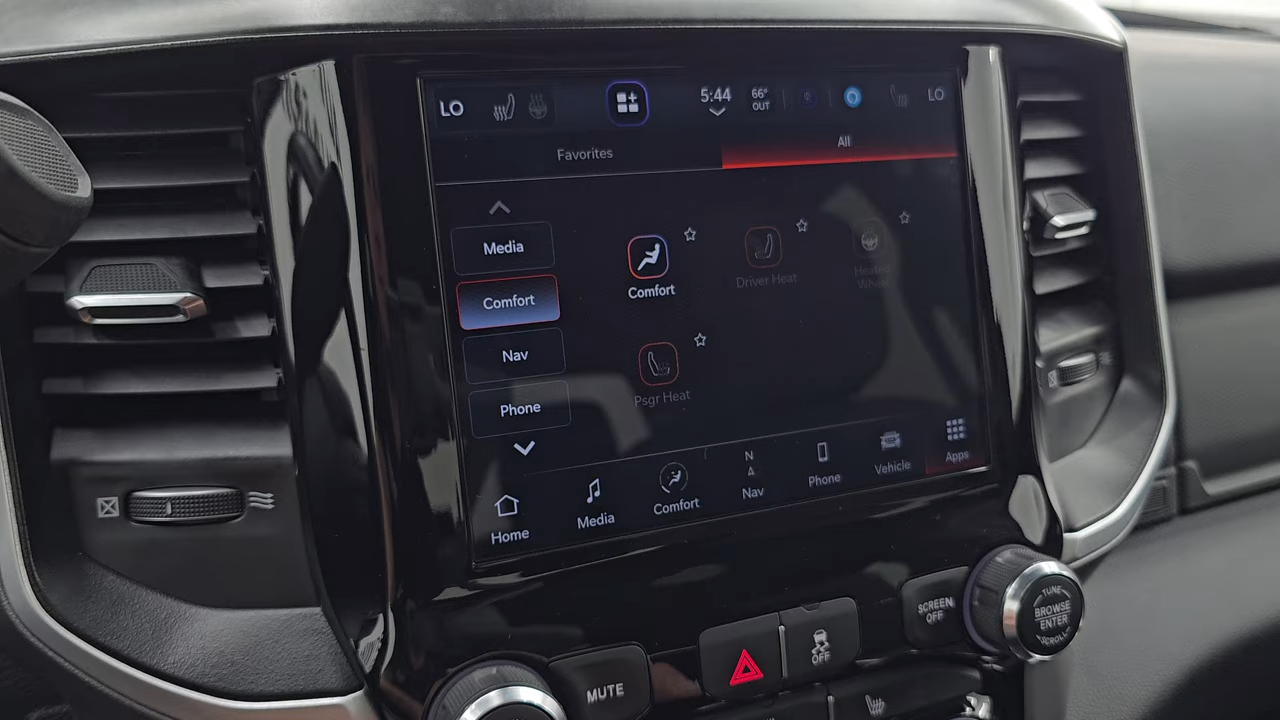 LO
5:44
66°
OUT
LO
Favorites
All
Media
Comfort
Nav
Phone
Comfort
Driver Heat
Heated
Wheel
Psgr Heat
Home
Media
Comfort
N
Nav
Phone
Vehicle
Apps
MUTE
OFF
SCREEN
OFF
TUNE
BROWSE
ENTER
SCROLL